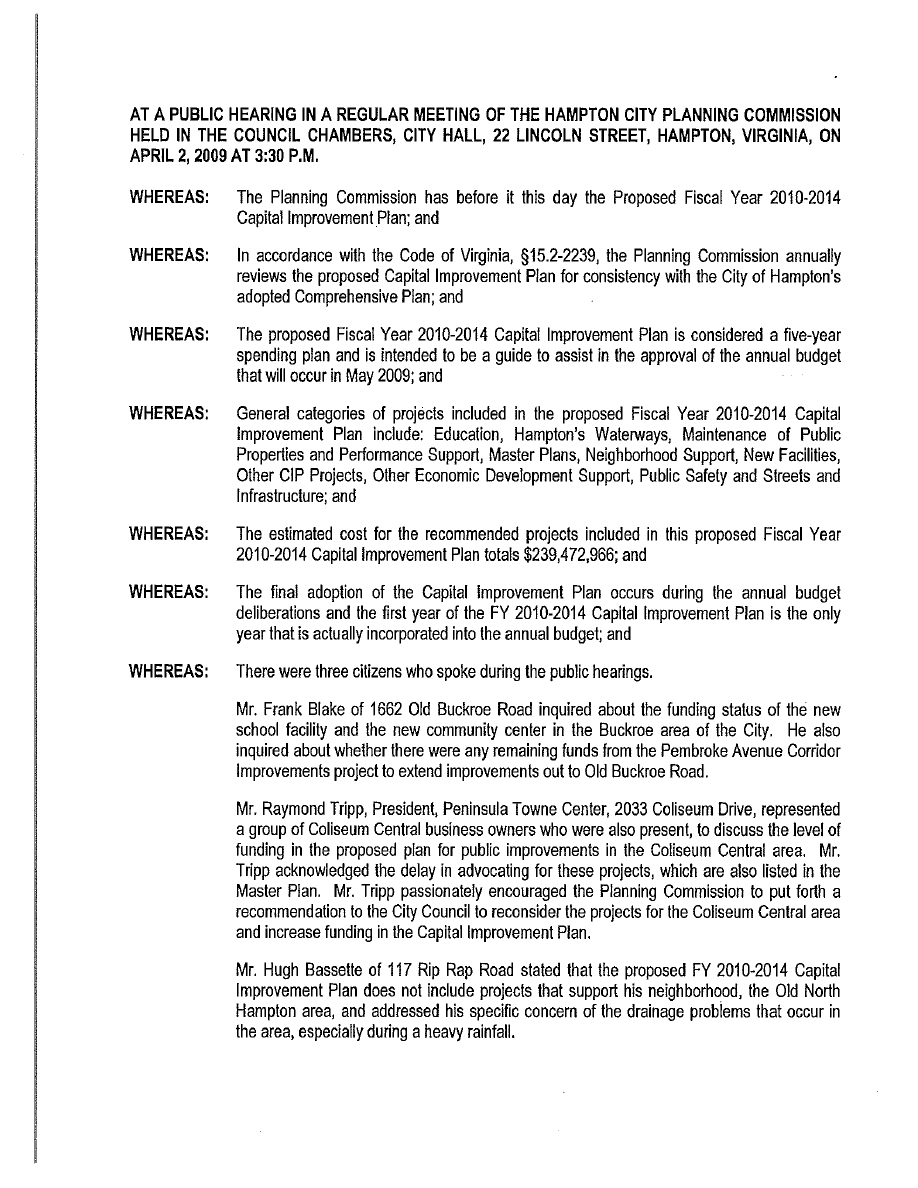 AT A PUBLIC HEARING IN A REGULAR MEETING OF THE HAMPTON CITY PLANNING COMMISSION
HELD IN THE COUNCIL CHAMBERS, CITY HALL, 22 LINCOLN STREET, HAMPTON, VIRGINIA, ON
APRIL 2, 2009 AT 3:30 P.M.
WHEREAS: The Planning Commission has before it this day the Proposed Fiscal Year 2010-2014
Capital Improvement Plan; and
WHEREAS: In accordance with the Code of Virginia, §15.2-2239, the Planning Commission annually
reviews the proposed Capital Improvement Plan for consistency with the City of Hampton's
adopted Comprehensive Plan; and
WHEREAS: The proposed Fiscal Year 2010-2014 Capital Improvement Plan is considered a five-year
spending plan and is intended to be a guide to assist in the approval of the annual budget
that will occur in May 2009; and
WHEREAS: General categories of projects included in the proposed Fiscal Year 2010-2014 Capital
Improvement Plan include: Education, Hampton's Waterways, Maintenance of Public
Properties and Performance Support, Master Plans, Neighborhood Support, New Facilities,
Other CIP Projects, Other Economic Development Support, Public Safety and Streets and
Infrastructure; and
WHEREAS: The estimated cost for the recommended projects included in this proposed Fiscal Year
2010-2014 Capital Improvement Plan totals $239,472,966; and
WHEREAS: The final adoption of the Capital Improvement Plan occurs during the annual budget
deliberations and the first year of the FY 2010-2014 Capital Improvement Plan is the only
year that is actually incorporated into the annual budget; and
WHEREAS: There were three citizens who spoke during the public hearings.
Mr. Frank Blake of 1662 Old Buckroe Road inquired about the funding status of the new
school facility and the new community center in the Buckroe area of the City. He also
inquired about whether there were any remaining funds from the Pembroke Avenue Corridor
Improvements project to extend improvements out to Old Buckroe Road.
Mr. Raymond Tripp, President, Peninsula Towne Center, 2033 Coliseum Drive, represented
a group of Coliseum Central business owners who were also present, to discuss the level of
funding in the proposed plan for public improvements in the Coliseum Central area. Mr.
Tripp acknowledged the delay in advocating for these projects, which are also listed in the
Master Plan. Mr. Tripp passionately encouraged the Planning Commission to put forth a
recommendation to the City Council to reconsider the projects for the Coliseum Central area
and increase funding in the Capital Improvement Plan.
Mr. Hugh Bassette of 117 Rip Rap Road stated that the proposed FY 2010-2014 Capital
Improvement Plan does not include projects that support his neighborhood, the Old North
Hampton area, and addressed his specific concern of the drainage problems that occur in
the area, especially during a heavy rainfall.